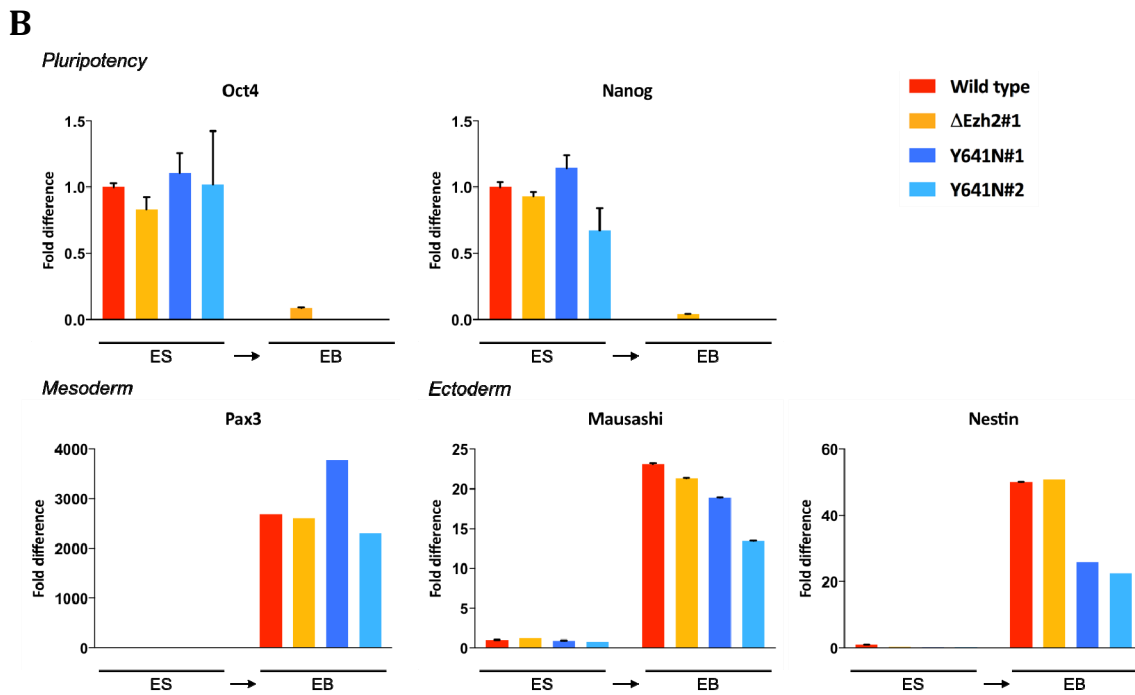 B
Pluripotency
Oct4
Nanog
Wild type
ΔEzh2#1
Y641N#1
Y641N#2
Fold difference
1.5
1.0
0.5
0.0
ES → EB
Fold difference
1.5
1.0
0.5
0.0
ES → EB
Mesoderm
Ectoderm
Pax3
Mausashi
Nestin
Fold difference
4000
3000
2000
1000
0
ES → EB
Fold difference
25
20
15
10
5
0
ES → EB
Fold difference
60
40
20
0
ES → EB